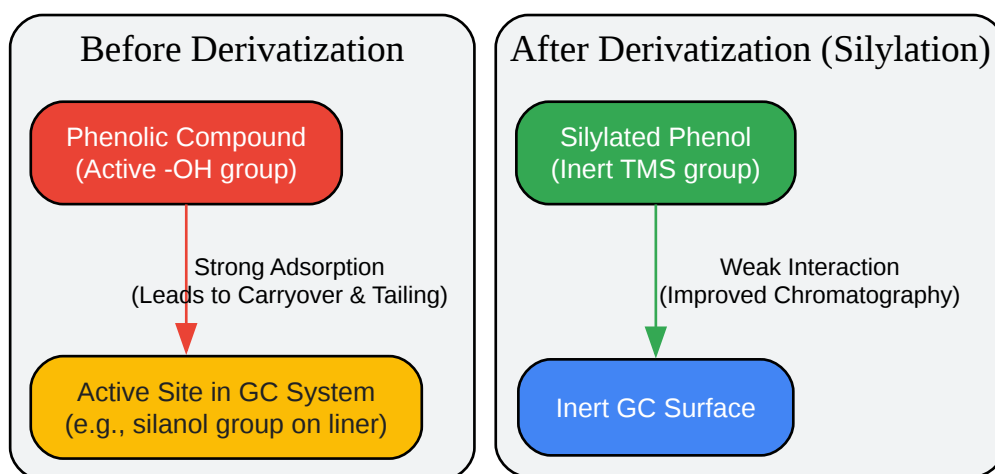 Before Derivatization
Phenolic Compound
(Active -OH group)
Strong Adsorption
(Leads to Carryover & Tailing)
Active Site in GC System
(e.g., silanol group on liner)
After Derivatization (Silylation)
Silylated Phenol
(Inert TMS group)
Weak Interaction
(Improved Chromatography)
Inert GC Surface